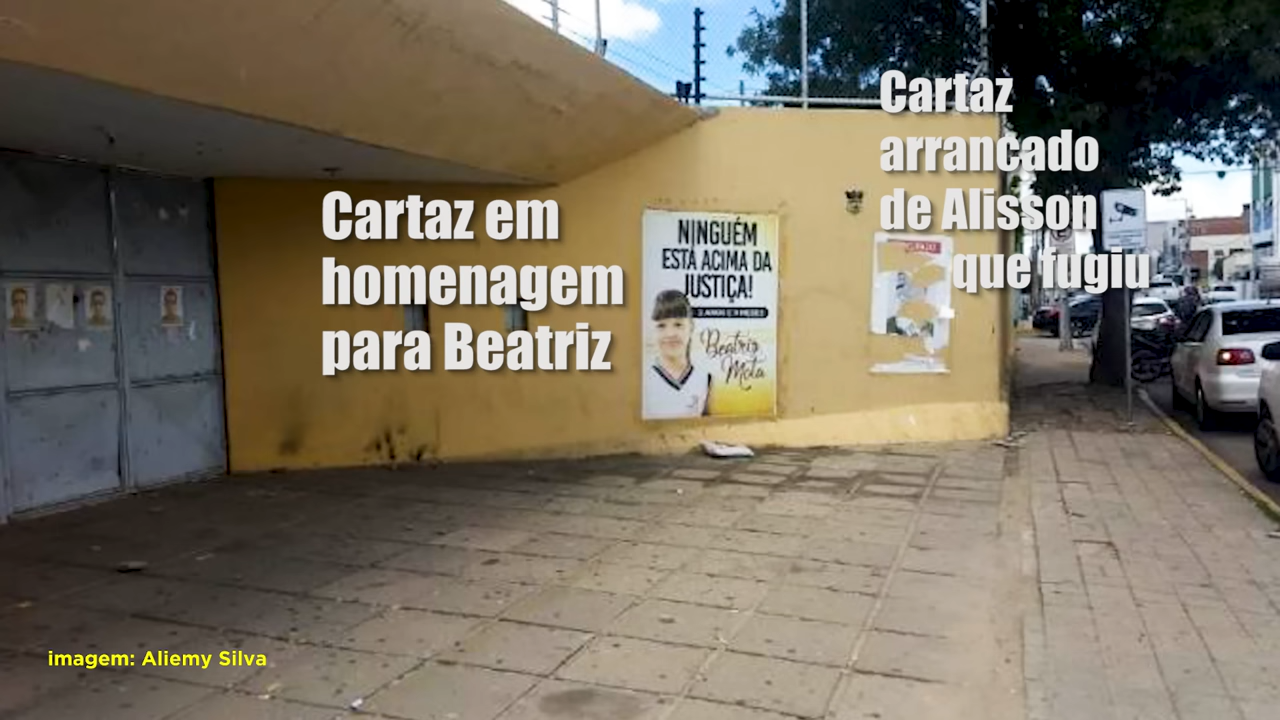 Cartaz em
homenagem
para Beatriz
NINGUÉM
ESTÁ ACIMA DA
JUSTIÇA!
Beatriz
Mota
Cartaz
arrancado
de Alisson
que fugiu
imagem: Aliemy Silva